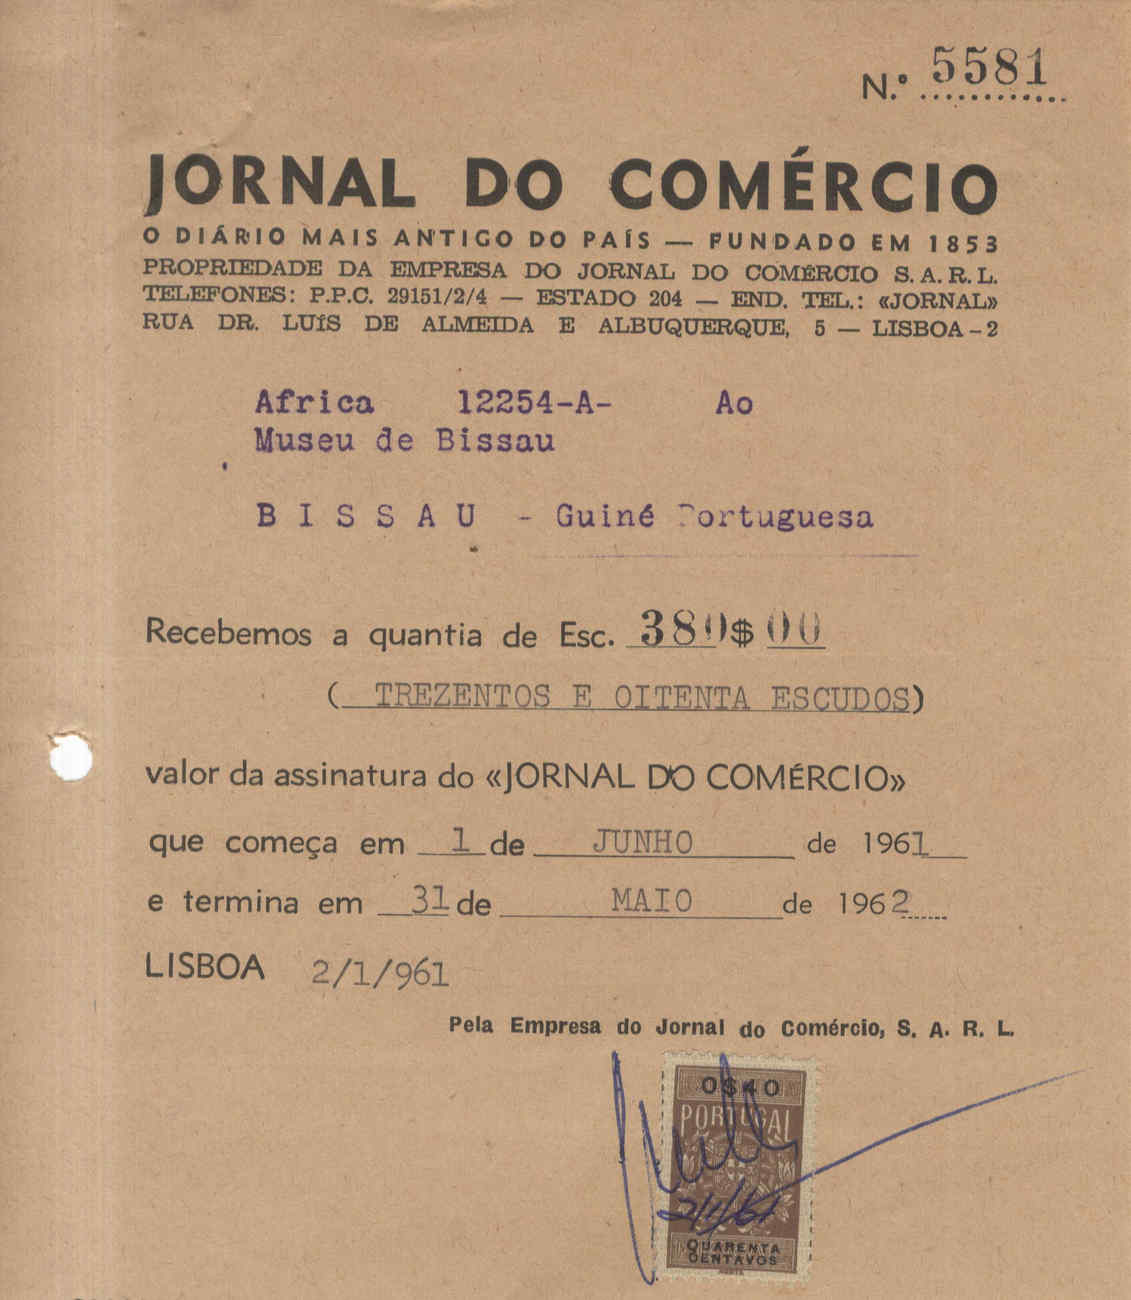 N.º 5581
JORNAL DO COMÉRCIO
O DIÁRIO MAIS ANTIGO DO PAÍS — FUNDADO EM 1853
PROPRIEDADE DA EMPRESA DO JORNAL DO COMÉRCIO S. A. R. L.
TELEFONES: P.P.C. 29151/2/4 — ESTADO 204 — END. TEL.: «JORNAL»
RUA DR. LUÍS DE ALMEIDA E ALBUQUERQUE, 5 — LISBOA - 2
Africa 12254-A- Ao
Museu de Bissau
B I S S A U - Guiné Portuguesa
Recebemos a quantia de Esc. 380$00
( TREZENTOS E OITENTA ESCUDOS)
valor da assinatura do «JORNAL DO COMÉRCIO»
que começa em 1 de JUNHO de 1961
e termina em 31 de MAIO de 1962
LISBOA 2/1/961
Pela Empresa do Jornal do Comércio, S. A. R. L.
0$40
PORTUGAL
2/1/61
QUARENTA
CENTAVOS